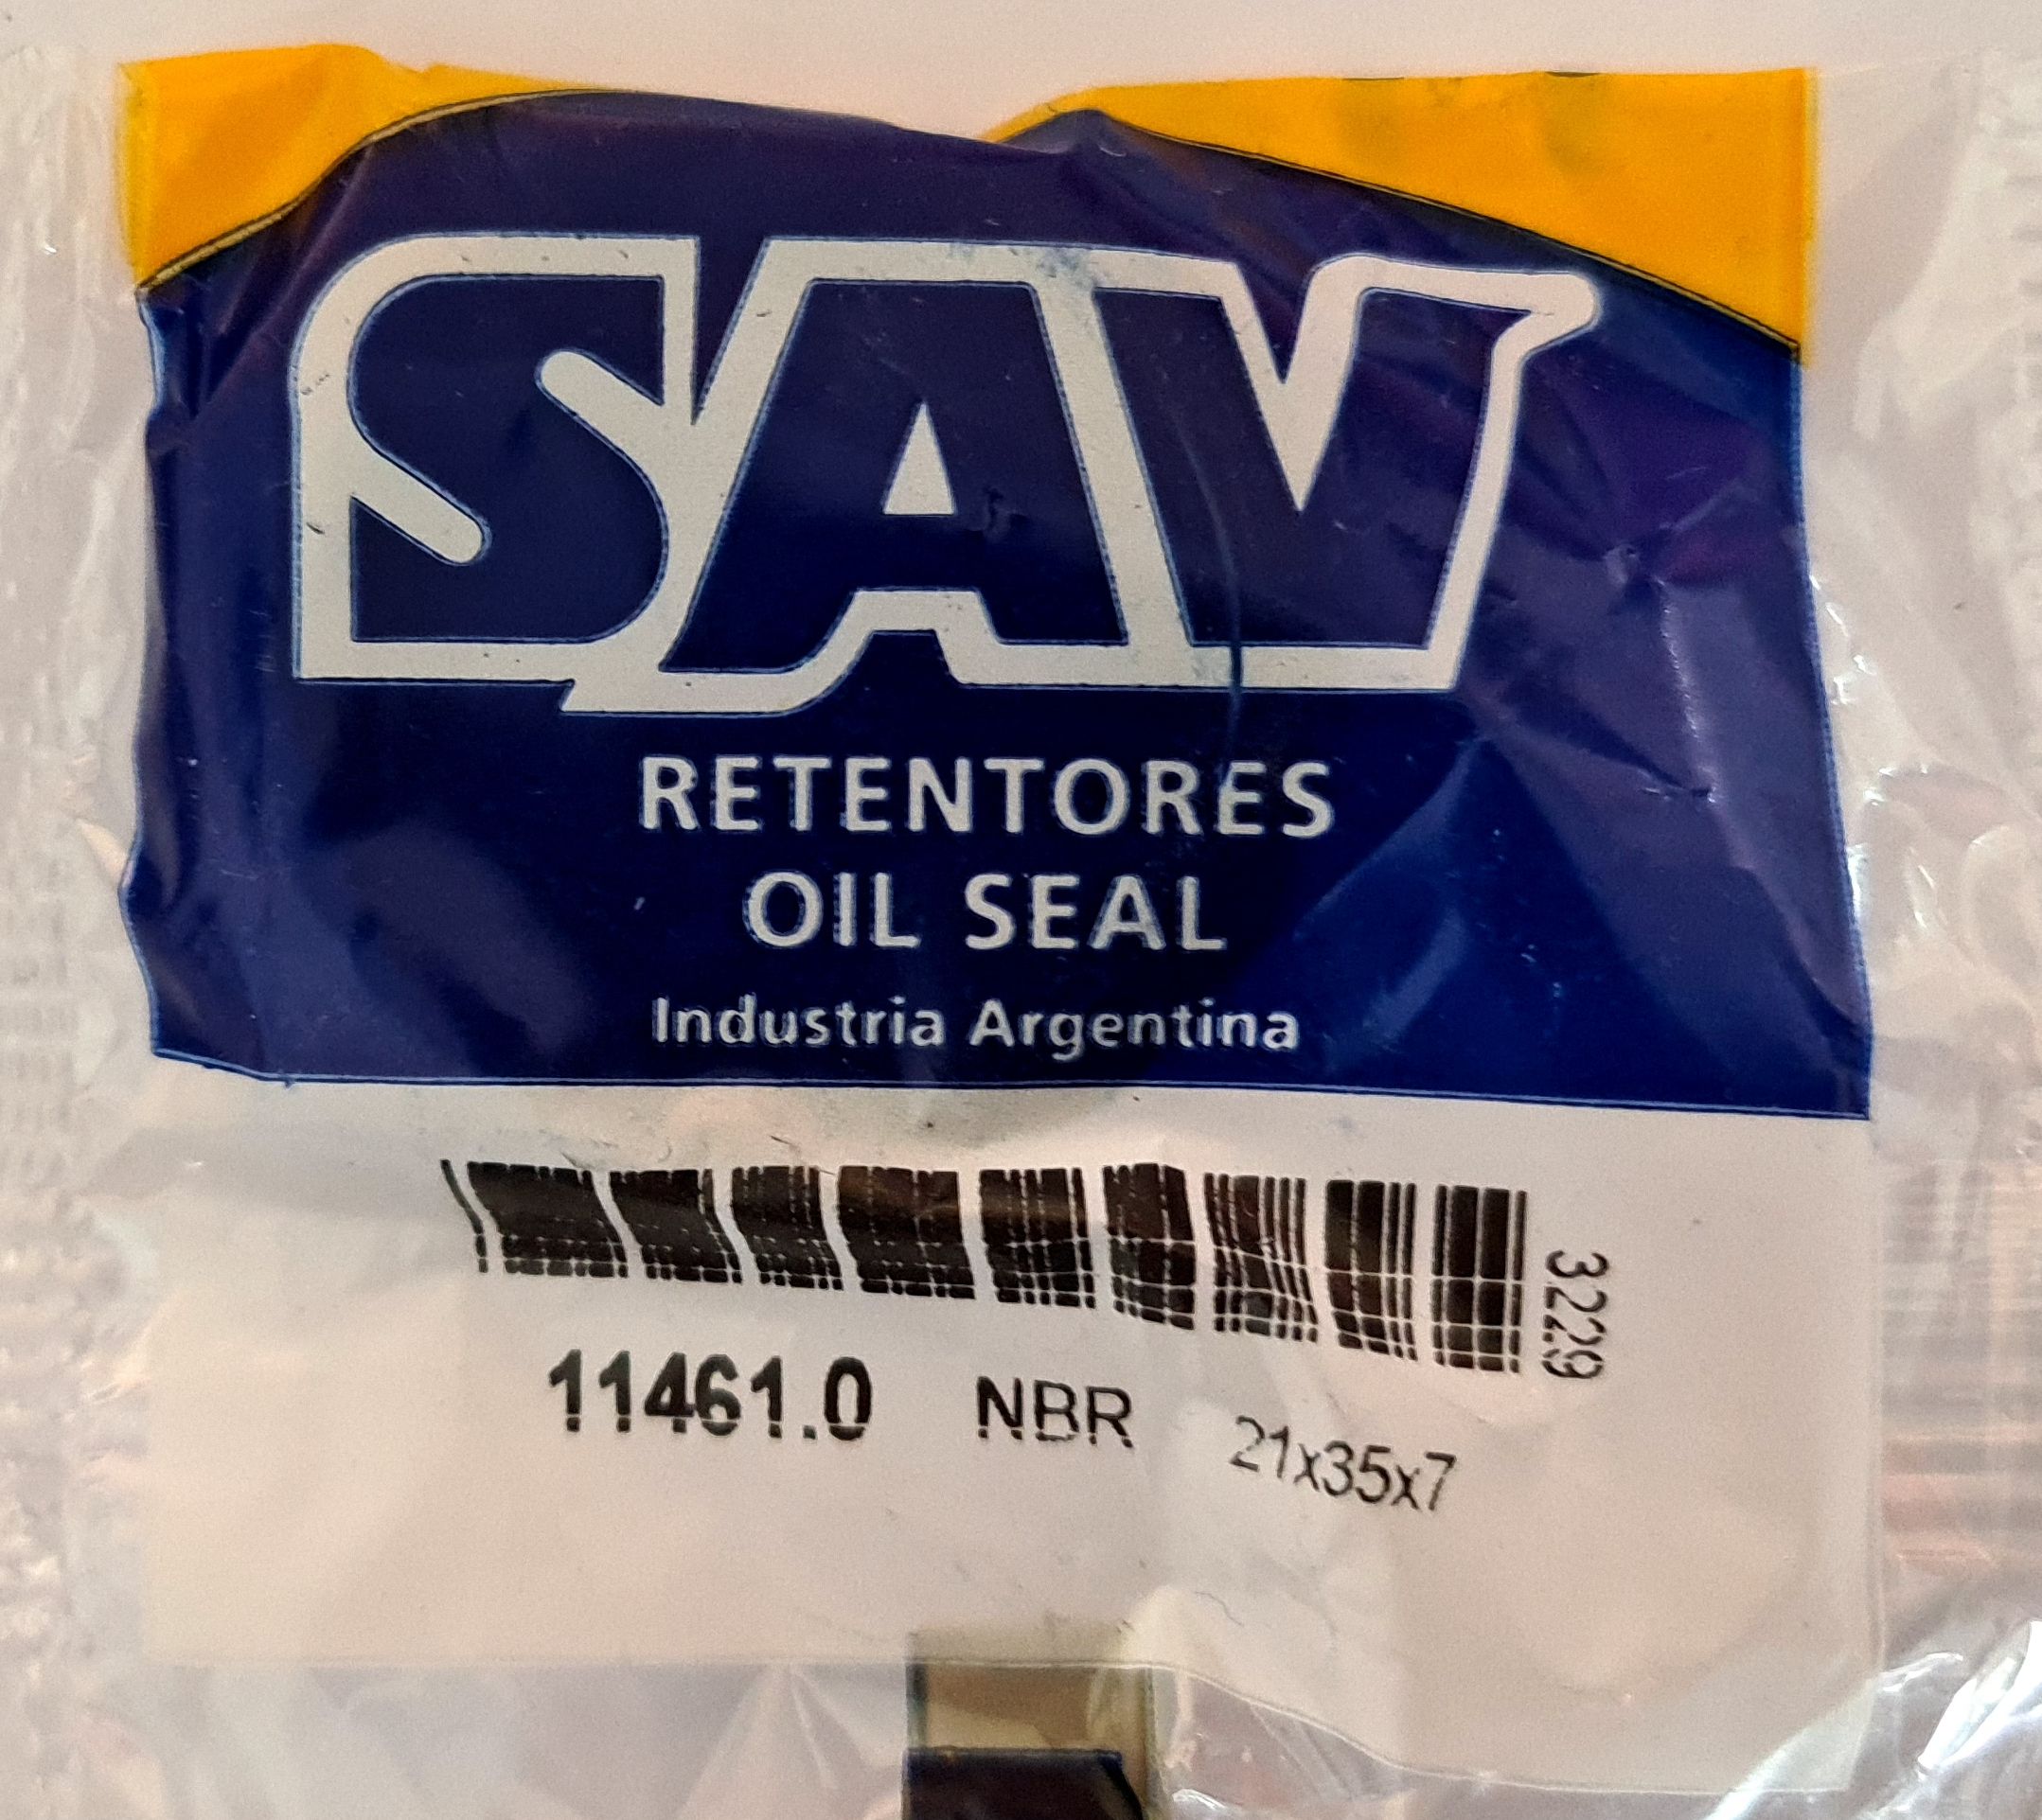 SAV
RETENTORES
OIL SEAL
Industria Argentina
3229
11461.0 NBR 21x35x7